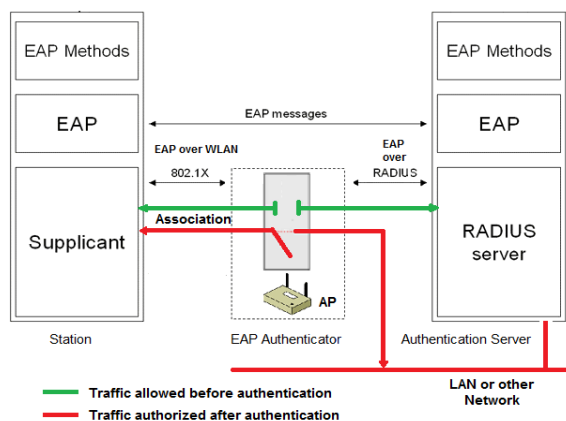 EAP Methods
EAP Methods
EAP
EAP
EAP messages
EAP over WLAN
EAP
over
RADIUS
802.1X
Association
Supplicant
RADIUS
server
AP
Station
EAP Authenticator
Authentication Server
LAN or other
Network
Traffic allowed before authentication
Traffic authorized after authentication